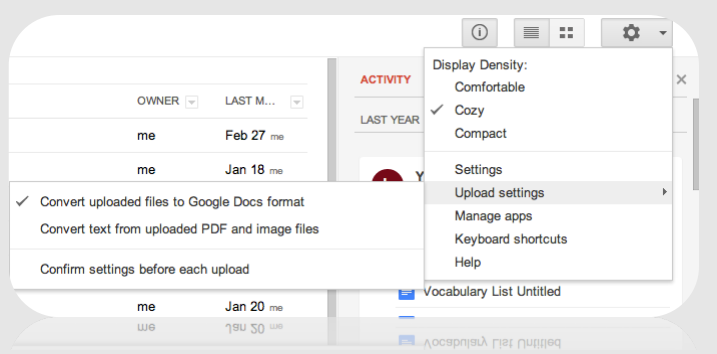 Display Density:
ACTIVITY
Comfortable
OWNER
LAST M...
Cozy
LAST YEAR
Compact
me
Feb 27 me
me
Jan 18 me
Settings
Convert uploaded files to Google Docs format
Upload settings
Convert text from uploaded PDF and image files
Manage apps
Keyboard shortcuts
Confirm settings before each upload
Help
Vocabulary List Untitled
me
Jan 20 me